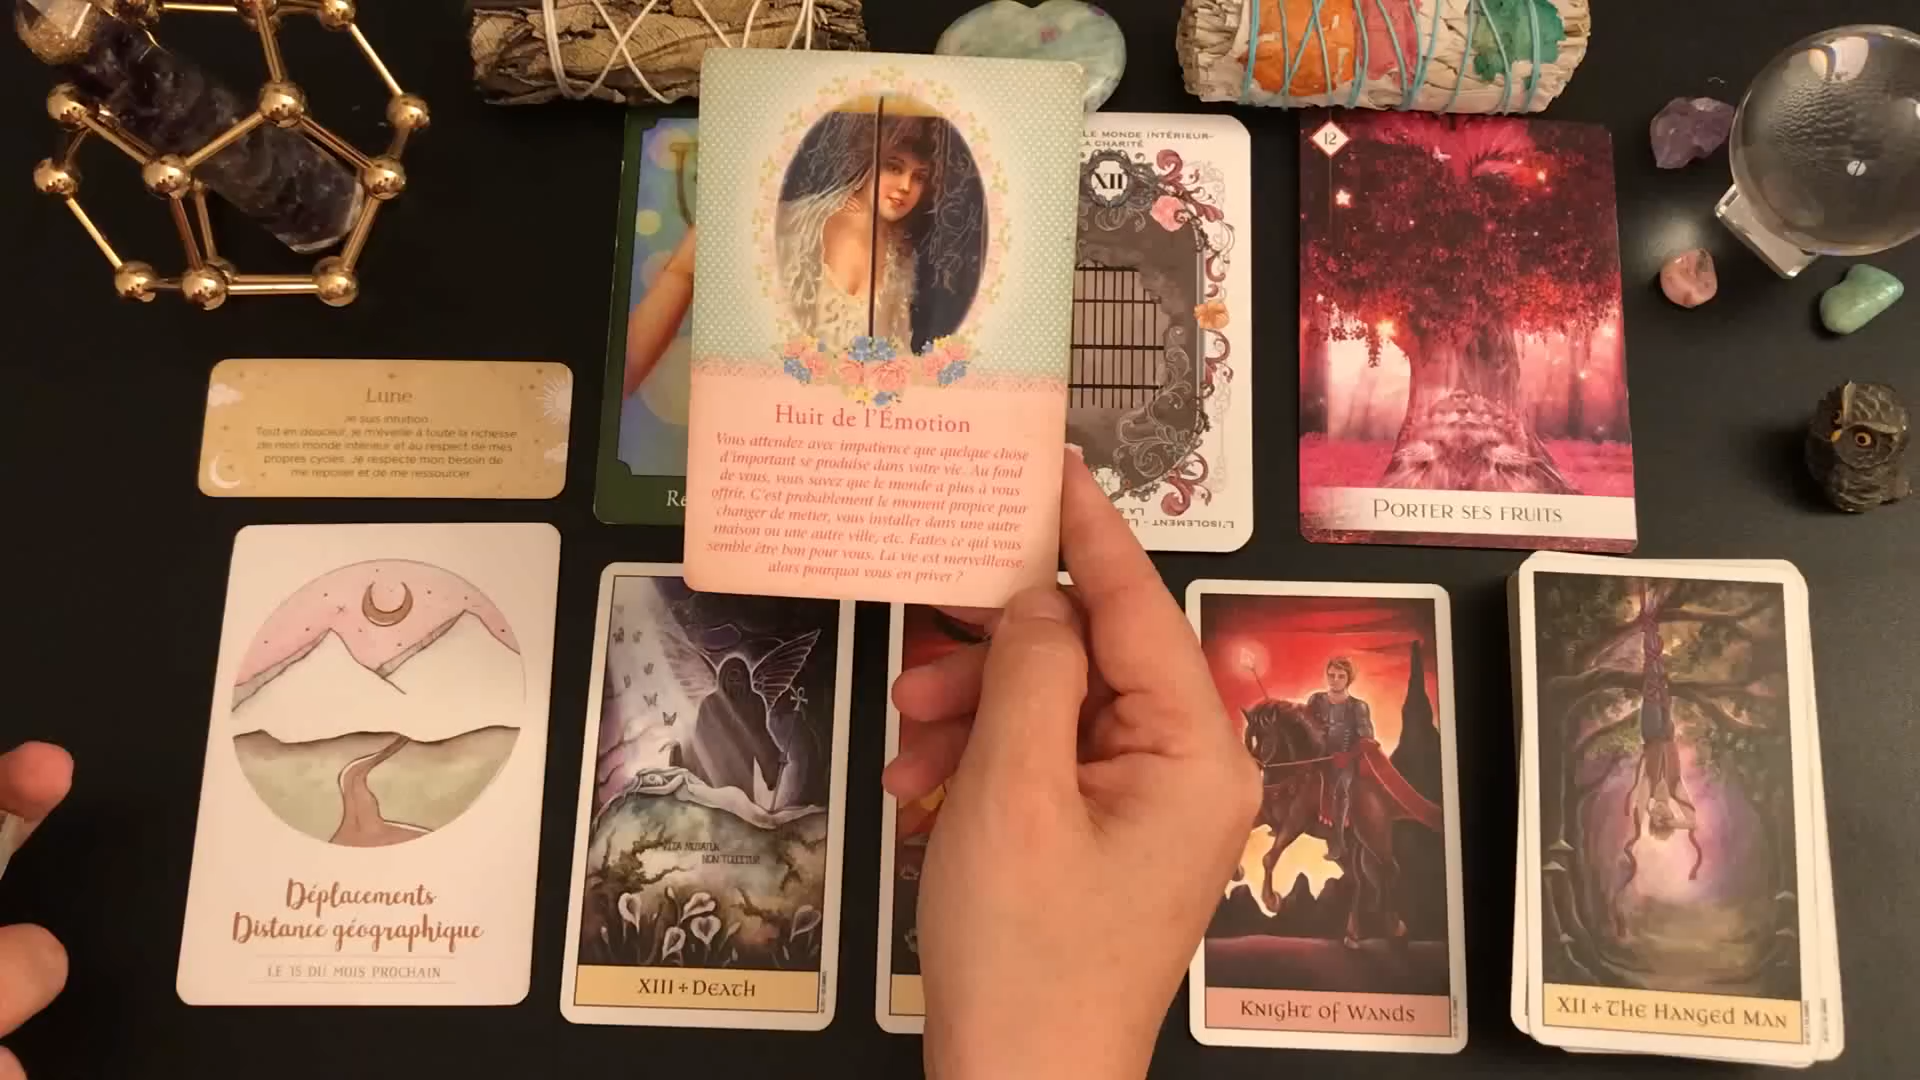 LE MONDE INTÉRIEUR-
LA CHARITÉ
XII
12
Lune
Je suis intuition
Tout en douceur, je m'éveille à toute la richesse
de mon monde intérieur et au respect de mes
propres cycles. Je respecte mon besoin de
me reposer et de me ressourcer.
Huit de l'Émotion
Vous attendez avec impatience que quelque chose
d'important se produise dans votre vie. Au fond
de vous, vous savez que le monde a plus à vous
offrir. C'est probablement le moment propice pour
changer de métier, vous installer dans une autre
maison ou une autre ville, etc. Faites ce qui vous
semble être bon pour vous. La vie est merveilleuse,
alors pourquoi vous en priver ?
L'ISOLEMENT - 
PORTER SES FRUITS
Déplacements
Distance géographique
LE 15 DU MOIS PROCHAIN
VITA MUTATUR
NON TOLLITUR
XIII + DEATH
KNIGHT OF WANDS
XII + THE HANGED MAN